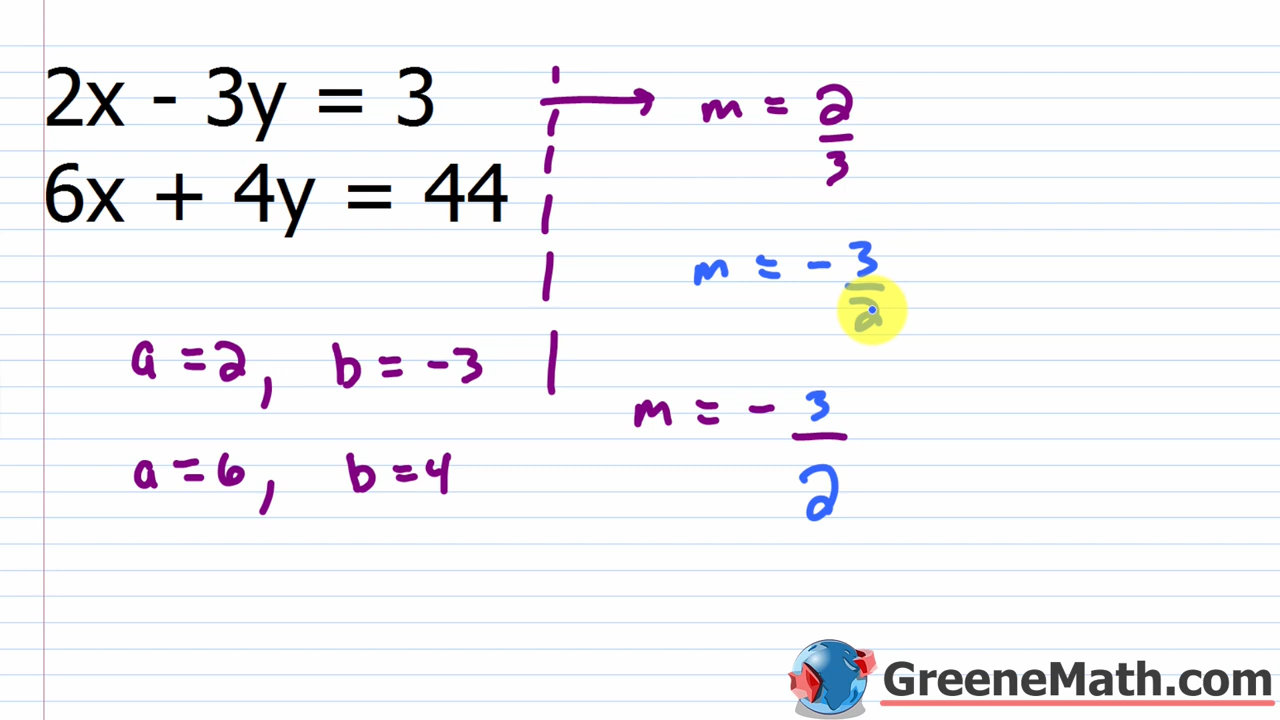 2x - 3y = 3
6x + 4y = 44
m = 2/3
m = - 3/2
a = 2, b = -3
m = - 3/2
a = 6, b = 4
GreeneMath.com